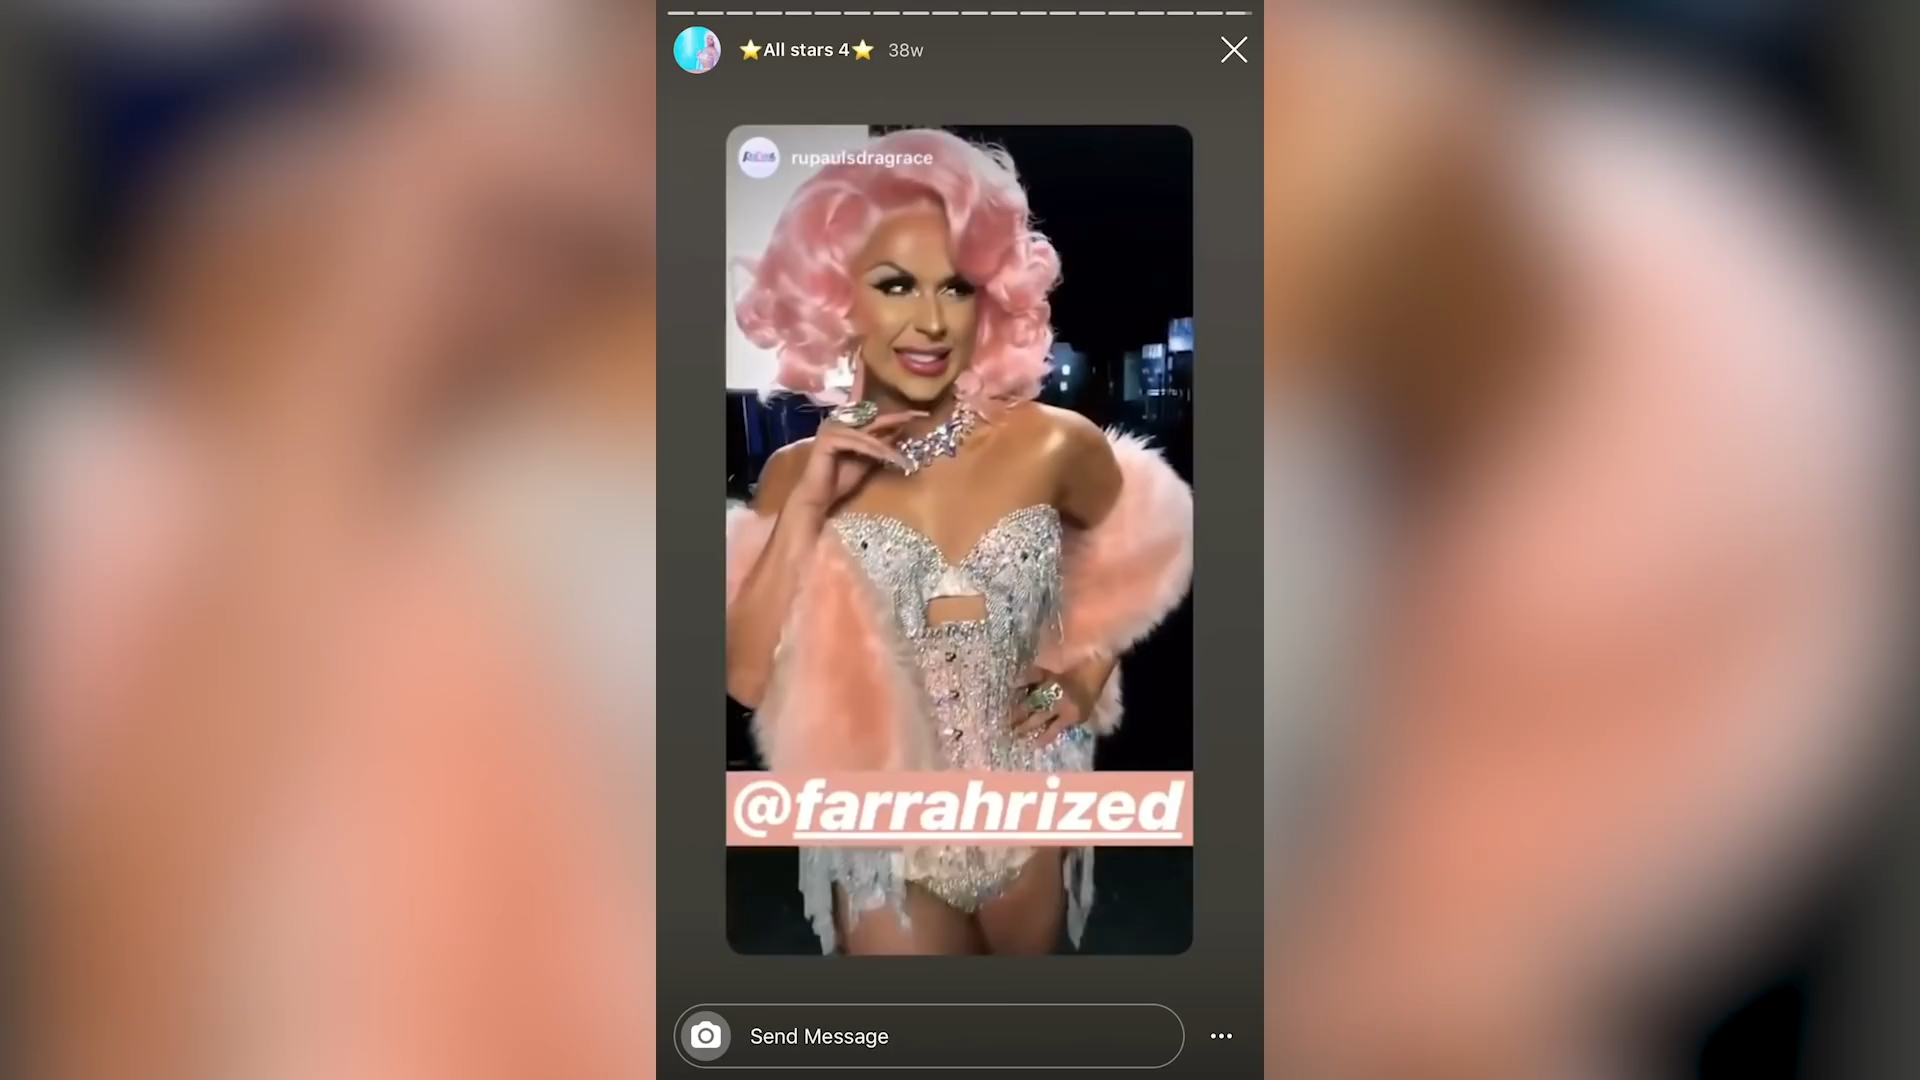 ⭐All stars 4⭐ 38w
rupaulsdragrace
@farrahrized
Send Message